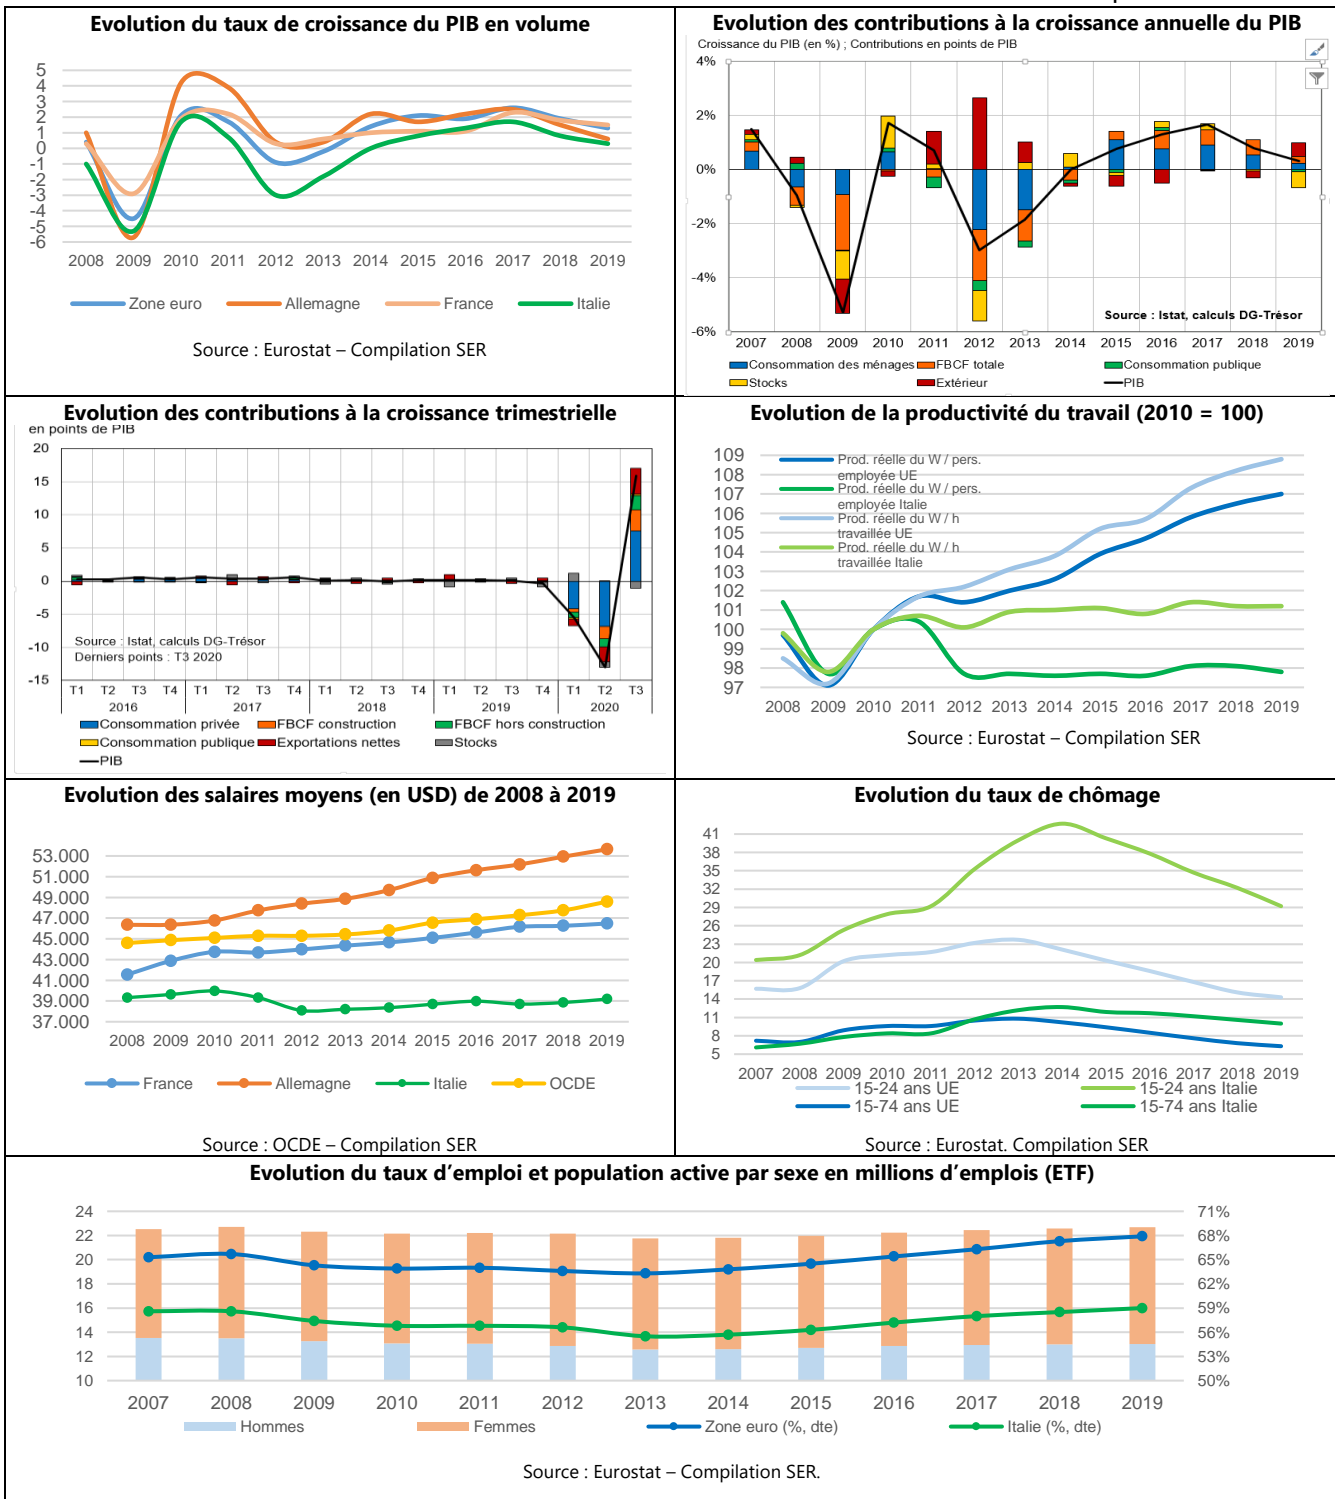 Evolution du taux de croissance du PIB en volume
5
4
3
2
1
0
-1
-2
-3
-4
-5
-6
2008 2009 2010 2011 2012 2013 2014 2015 2016 2017 2018 2019
Zone euro Allemagne France Italie
Source : Eurostat – Compilation SER
Evolution des contributions à la croissance annuelle du PIB
Croissance du PIB (en %) ; Contributions en points de PIB
4%
2%
0%
-2%
-4%
-6%
Source : Istat, calculs DG-Trésor
2007 2008 2009 2010 2011 2012 2013 2014 2015 2016 2017 2018 2019
Consommation des ménages FBCF totale Consommation publique
Stocks Extérieur PIB
Evolution des contributions à la croissance trimestrielle
en points de PIB
20
15
10
5
0
-5
-10
-15
Source : Istat, calculs DG-Trésor
Derniers points : T3 2020
T1 T2 T3 T4 T1 T2 T3 T4 T1 T2 T3 T4 T1 T2 T3 T4 T1 T2 T3
2016 2017 2018 2019 2020
Consommation privée FBCF construction FBCF hors construction
Consommation publique Exportations nettes Stocks
PIB
Evolution de la productivité du travail (2010 = 100)
109
108
107
106
105
104
103
102
101
100
99
98
97
Prod. réelle du W / pers.
employée UE
Prod. réelle du W / pers.
employée Italie
Prod. réelle du W / h
travaillée UE
Prod. réelle du W / h
travaillée Italie
2008 2009 2010 2011 2012 2013 2014 2015 2016 2017 2018 2019
Source : Eurostat – Compilation SER
Evolution des salaires moyens (en USD) de 2008 à 2019
53.000
51.000
49.000
47.000
45.000
43.000
41.000
39.000
37.000
2008 2009 2010 2011 2012 2013 2014 2015 2016 2017 2018 2019
France Allemagne Italie OCDE
Source : OCDE – Compilation SER
Evolution du taux de chômage
41
38
35
32
29
26
23
20
17
14
11
8
5
2007 2008 2009 2010 2011 2012 2013 2014 2015 2016 2017 2018 2019
15-24 ans UE 15-24 ans Italie
15-74 ans UE 15-74 ans Italie
Source : Eurostat. Compilation SER
Evolution du taux d’emploi et population active par sexe en millions d’emplois (ETF)
24
22
20
18
16
14
12
10
71%
68%
65%
62%
59%
56%
53%
50%
2007 2008 2009 2010 2011 2012 2013 2014 2015 2016 2017 2018 2019
Hommes Femmes Zone euro (%, dte) Italie (%, dte)
Source : Eurostat – Compilation SER.